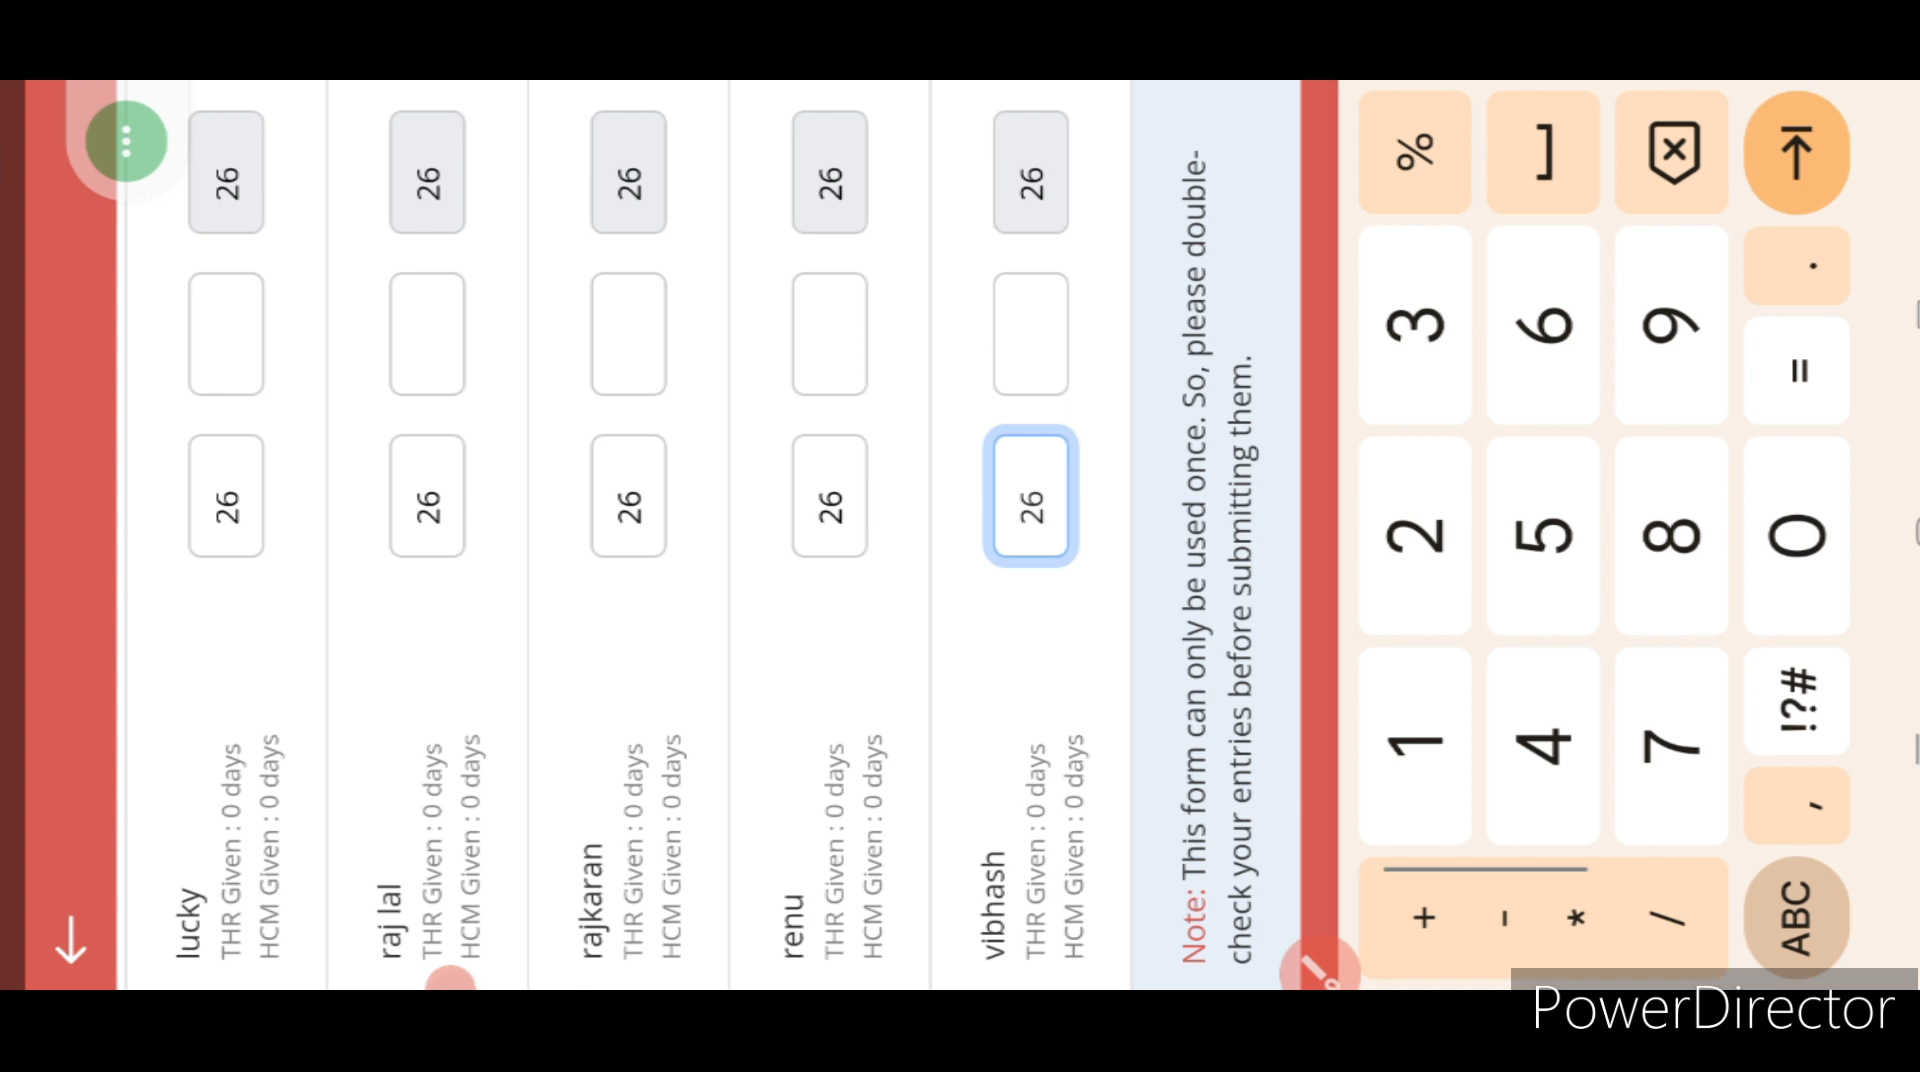 lucky
THR Given : 0 days
HCM Given : 0 days
26
26
raj lal
THR Given : 0 days
HCM Given : 0 days
26
26
rajkaran
THR Given : 0 days
HCM Given : 0 days
26
26
renu
THR Given : 0 days
HCM Given : 0 days
26
26
vibhash
THR Given : 0 days
HCM Given : 0 days
26
26
Note: This form can only be used once. So, please double-
check your entries before submitting them.
+ 1 2 3 %
- 4 5 6
* 7 8 9
/
ABC , !?# 0 = .
PowerDirector